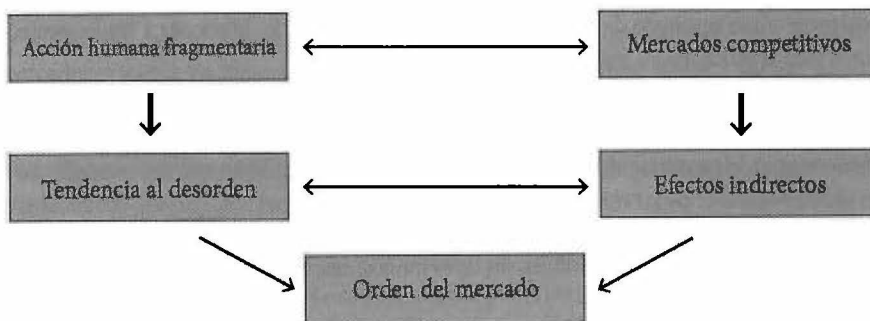 Acción humana fragmentaria
Mercados competitivos
Tendencia al desorden
Efectos indirectos
Orden del mercado